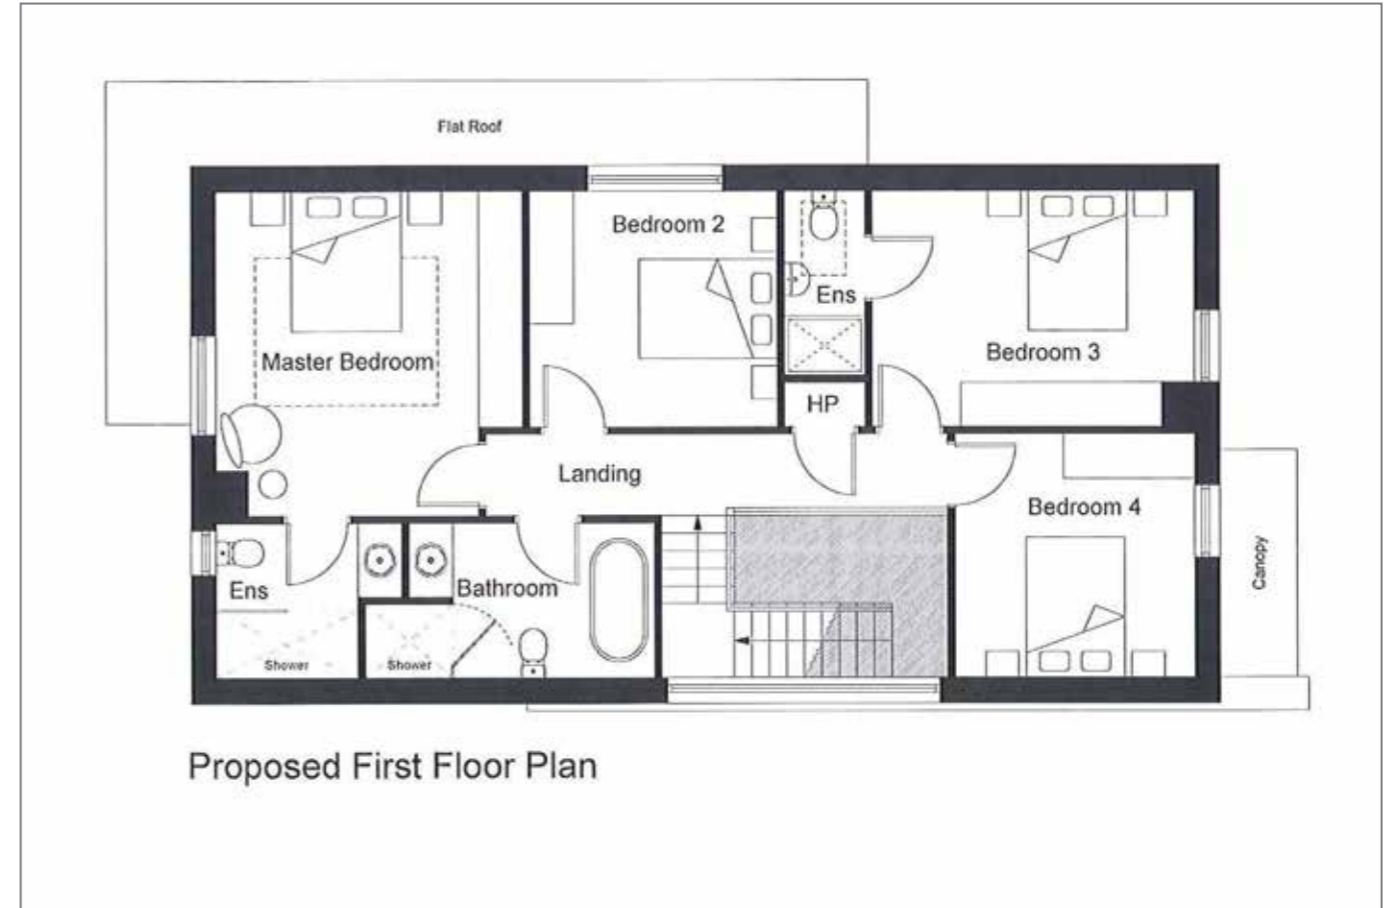 Flat Roof
Bedroom 2
Ens
Master Bedroom
Bedroom 3
HP
Landing
Bedroom 4
Canopy
Ens
Bathroom
Shower
Shower
Proposed First Floor Plan